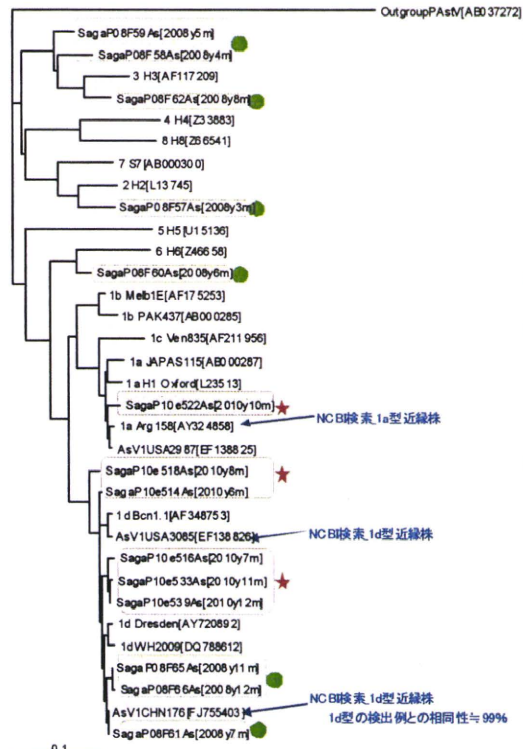 OutgroupPAstV[AB037272]
SagaP08F59As[2008y5m]
SagaP08F58As[2008y4m]
3 H3[AF117209]
SagaP08F62As[2008y8m]
4 H4[Z33883]
8 H8[Z66541]
7 S7[AB000300]
2 H2[L13745]
SagaP08F57As[2008y3m]
5 H5[U15136]
6 H6[Z46658]
SagaP08F60As[2008y6m]
1b Melb1E[AF175253]
1b PAK437[AB000285]
1c Ven835[AF211956]
1a JAPAS115[AB000287]
1a H1 Oxford[L23513]
SagaP10e522As[2010y10m]
1a Arg158[AY324858]
NCBI検索_1a型近縁株
AsV1USA2987[EF138825]
SagaP10e518As[2010y8m]
SagaP10e514As[2010y6m]
1d Bcn1.1[AF348753]
AsV1USA3085[EF138826]
NCBI検索_1d型近縁株
SagaP10e516As[2010y7m]
SagaP10e533As[2010y11m]
SagaP10e539As[2010y12m]
1d Dresden[AY720892]
1dWH2009[DQ788612]
SagaP08F65As[2008y11m]
SagaP08F66As[2008y12m]
NCBI検索_1d型近縁株
AsV1CHN176[FJ755403]
1d型の検出例との相同性≒99%
SagaP08F61As[2008y7m]
0.1